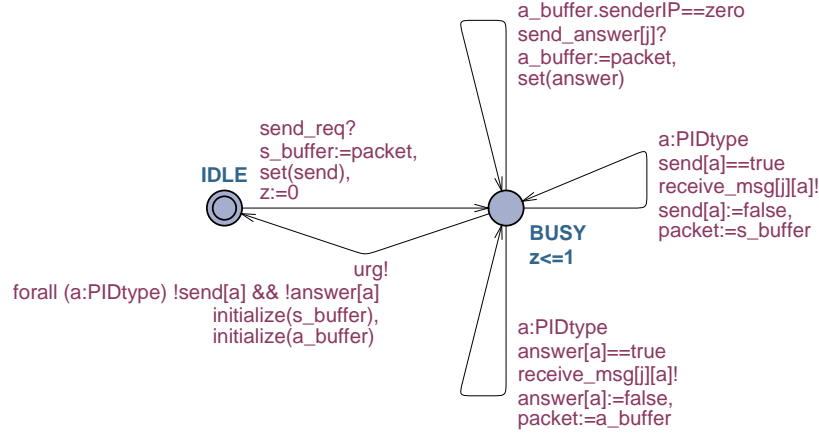 a_buffer.senderIP==zero
send_answer[j]?
a_buffer:=packet,
set(answer)
send_req?
s_buffer:=packet,
set(send),
z:=0
IDLE
a:PIDtype
send[a]==true
receive_msg[j][a]!
send[a]:=false,
packet:=s_buffer
BUSY
z<=1
urg!
forall (a:PIDtype) !send[a] && !answer[a]
initialize(s_buffer),
initialize(a_buffer)
a:PIDtype
answer[a]==true
receive_msg[j][a]!
answer[a]:=false,
packet:=a_buffer